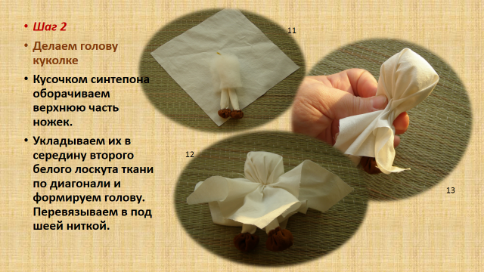 • Шаг 2
• Делаем голову
куколке
• Кусочком синтепона
оборачиваем
верхнюю часть
ножек.
• Укладываем их в
середину второго
белого лоскута ткани
по диагонали и
формируем голову.
Перевязываем в под
шеей ниткой.
11
12
13